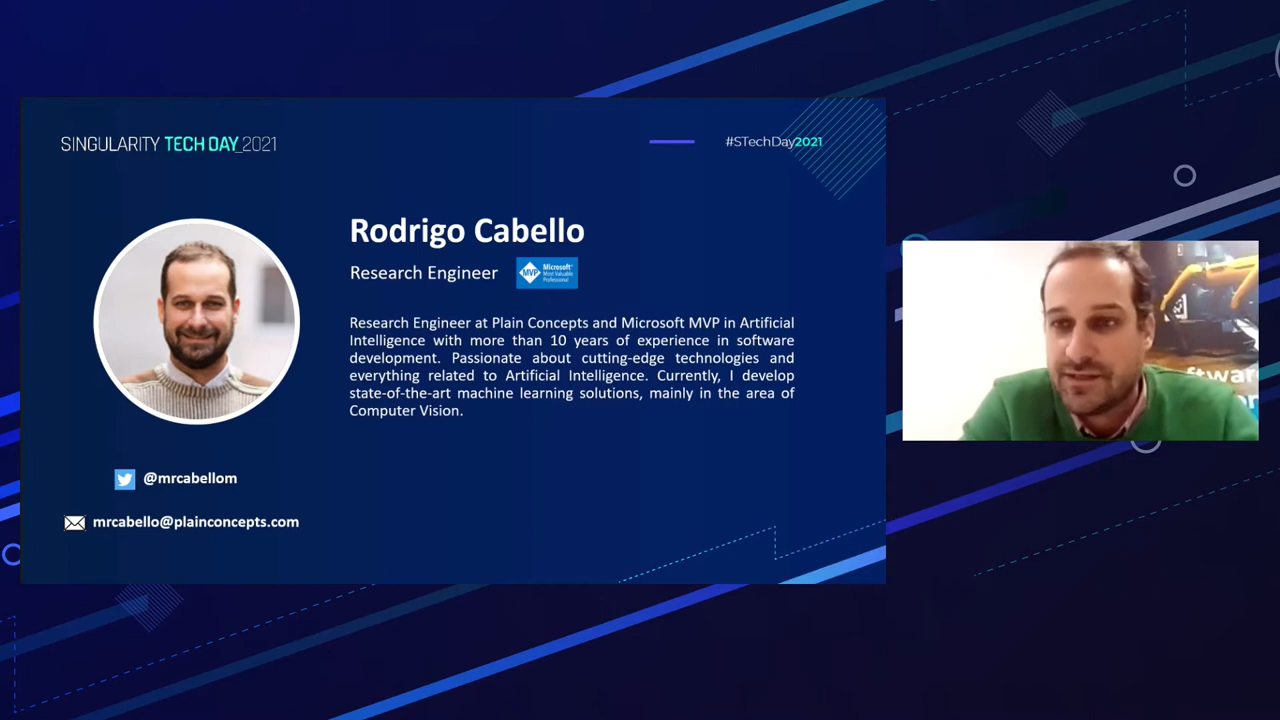 SINGULARITY TECH DAY_2021
#STechDay2021
Rodrigo Cabello
Research Engineer
MVP
Microsoft®
Most Valuable
Professional
Research Engineer at Plain Concepts and Microsoft MVP in Artificial
Intelligence with more than 10 years of experience in software
development. Passionate about cutting-edge technologies and
everything related to Artificial Intelligence. Currently, I develop
state-of-the-art machine learning solutions, mainly in the area of
Computer Vision.
@mrcabellom
mrcabello@plainconcepts.com
ftwar